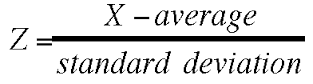 Z = X - average
standard deviation